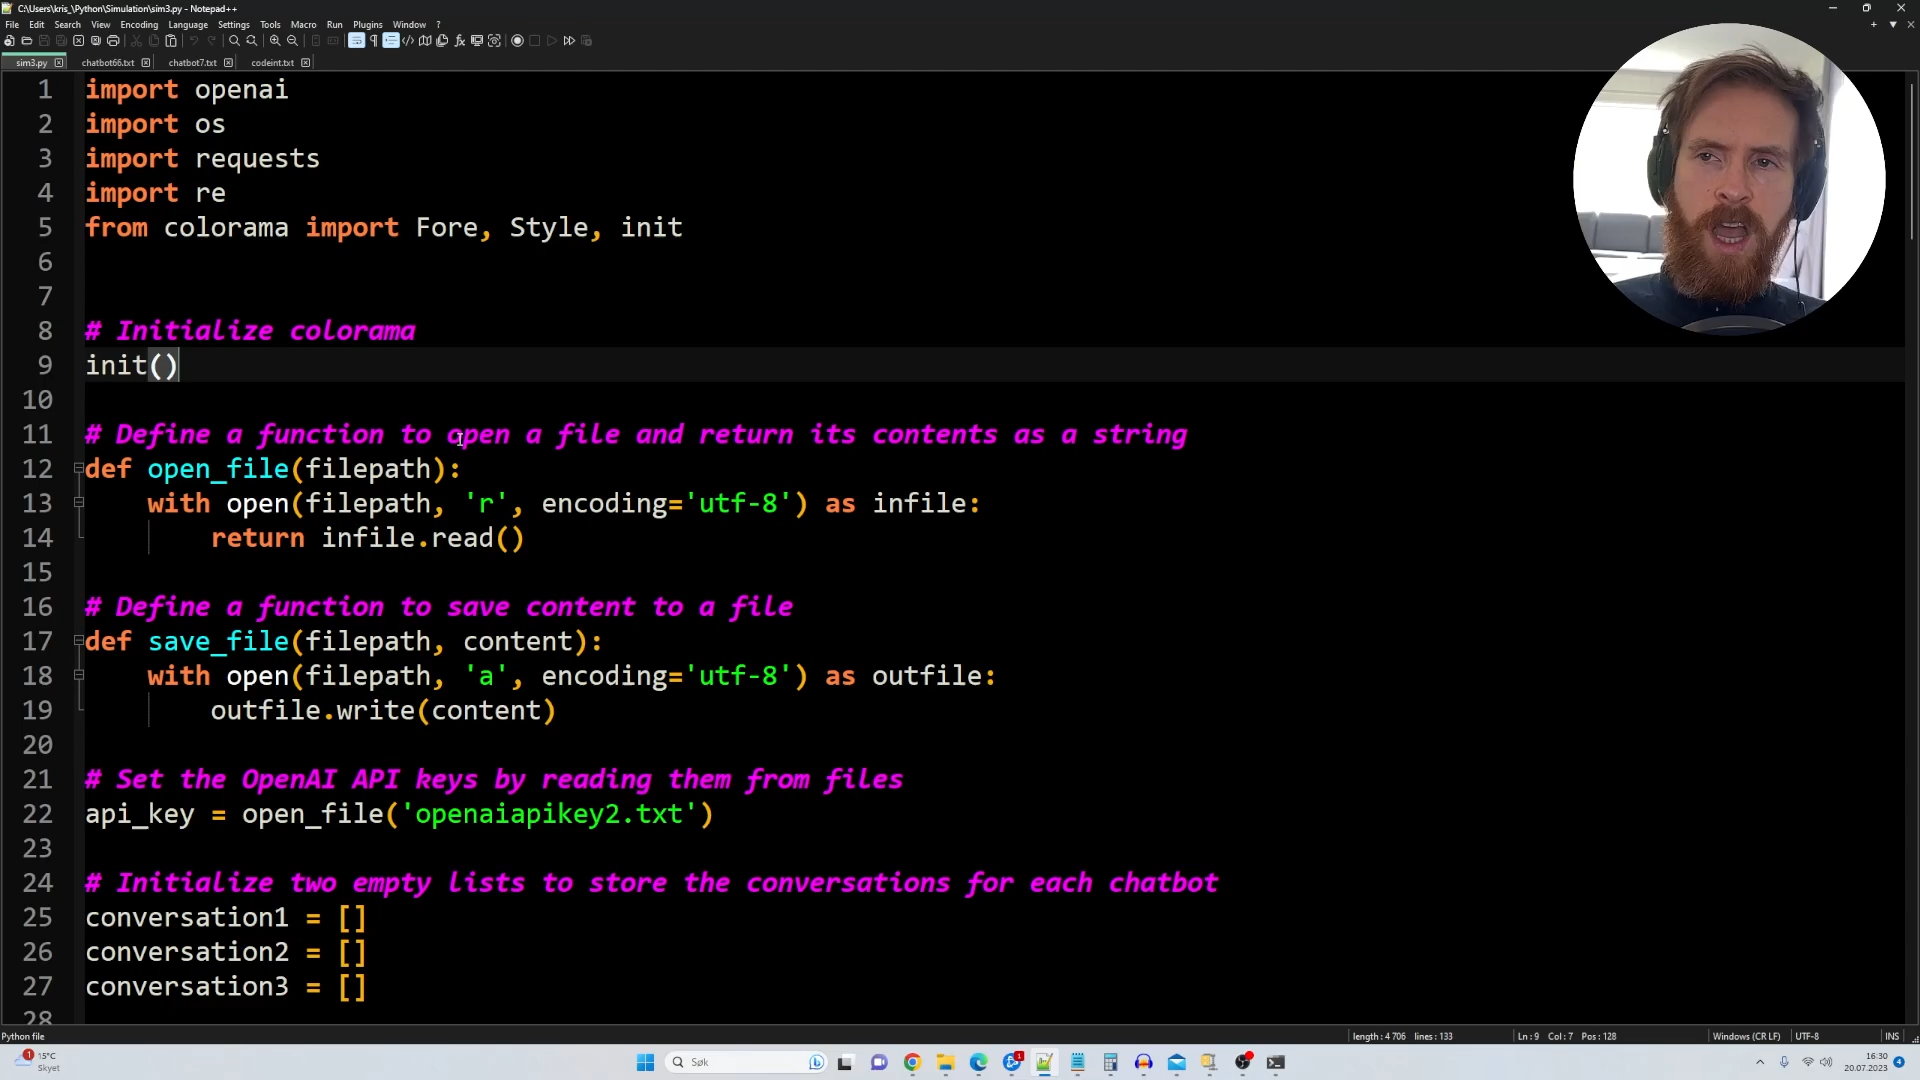 C:\Users\kris_\Python\Simulation\sim3.py - Notepad++
File Edit Search View Encoding Language Settings Tools Macro Run Plugins Window ?
sim3.py chatbot66.txt chatbot7.txt codeint.txt
1 import openai
2 import os
3 import requests
4 import re
5 from colorama import Fore, Style, init
6
7
8 # Initialize colorama
9 init()
10
11 # Define a function to open a file and return its contents as a string
12 def open_file(filepath):
13 with open(filepath, 'r', encoding='utf-8') as infile:
14 return infile.read()
15
16 # Define a function to save content to a file
17 def save_file(filepath, content):
18 with open(filepath, 'a', encoding='utf-8') as outfile:
19 outfile.write(content)
20
21 # Set the OpenAI API keys by reading them from files
22 api_key = open_file('openaiapikey2.txt')
23
24 # Initialize two empty lists to store the conversations for each chatbot
25 conversation1 = []
26 conversation2 = []
27 conversation3 = []
28
Python file length : 4 706 lines : 133 Ln : 9 Col : 7 Pos : 128 Windows (CR LF) UTF-8 INS
1 15°C
Skyet
Søk
1
16:30
20.07.2023
4